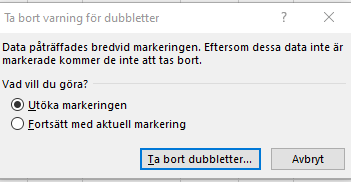 Ta bort varning för dubbletter
Data påträffades bredvid markeringen. Eftersom dessa data inte är
markerade kommer de inte att tas bort.
Vad vill du göra?
Utöka markeringen
Fortsätt med aktuell markering
Ta bort dubbletter...
Avbryt